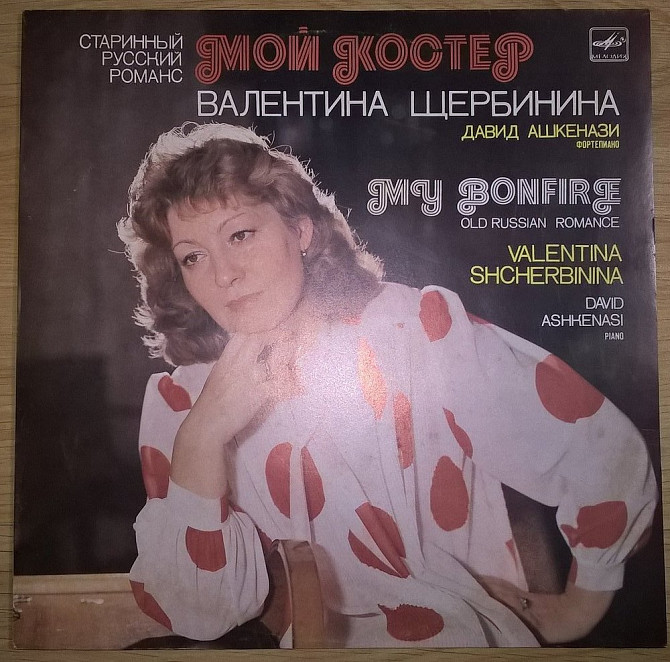 СТАРИННЫЙ
РУССКИЙ
РОМАНС
МОЙ КОСТЕР
МЕЛОДИЯ
ВАЛЕНТИНА ЩЕРБИНИНА
ДАВИД АШКЕНАЗИ
ФОРТЕПИАНО
MY BONFIRE
OLD RUSSIAN ROMANCE
VALENTINA
SHCHERBININA
DAVID
ASHKENASI
PIANO